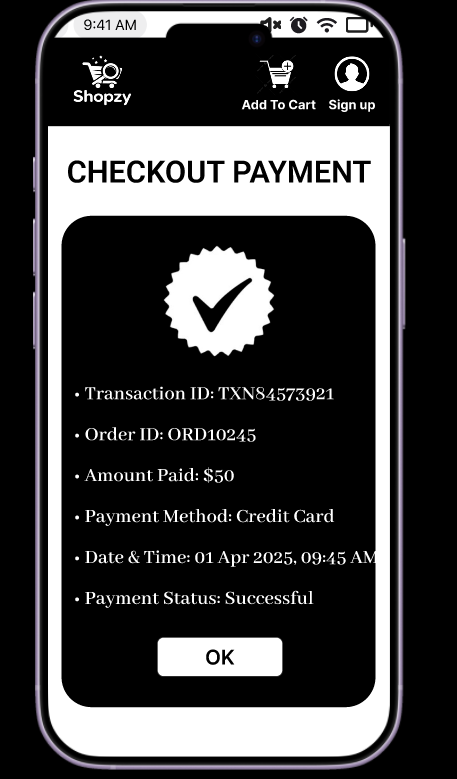 9:41 AM
Shopzy
Add To Cart
Sign up
CHECKOUT PAYMENT
• Transaction ID: TXN84573921
• Order ID: ORD10245
• Amount Paid: $50
• Payment Method: Credit Card
• Date & Time: 01 Apr 2025, 09:45 AM
• Payment Status: Successful
OK